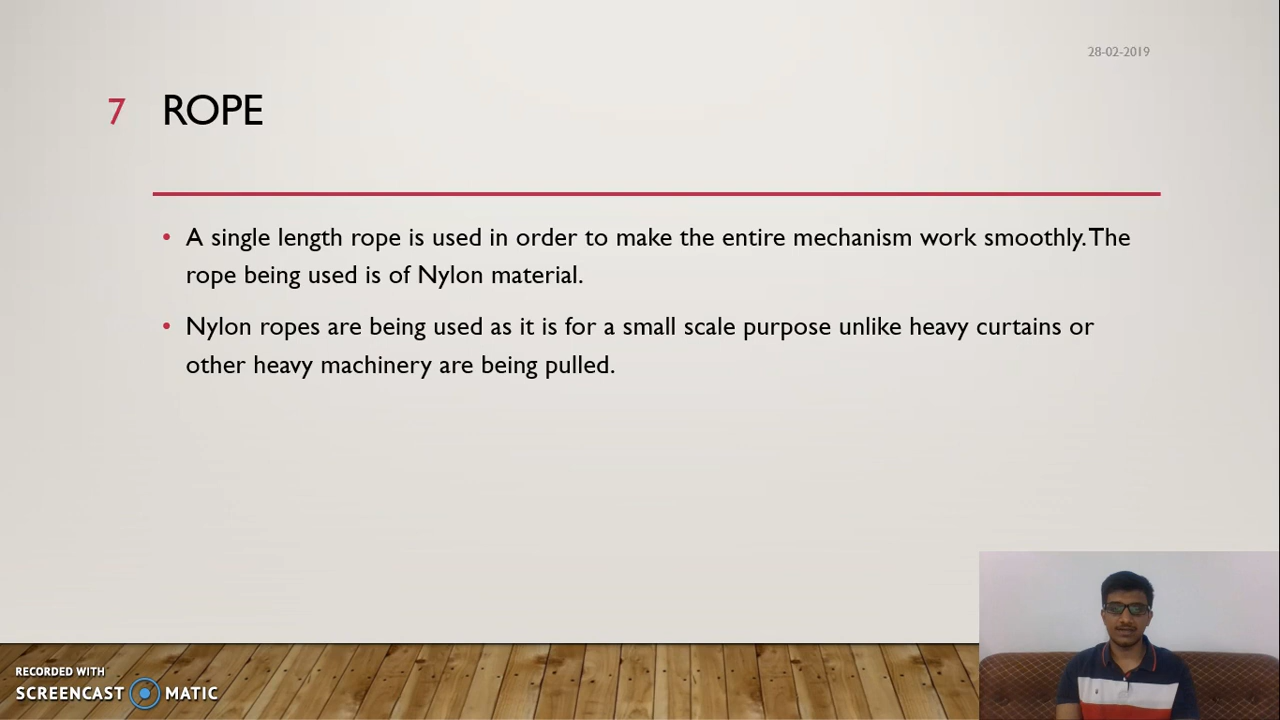 28-02-2019
7 ROPE
• A single length rope is used in order to make the entire mechanism work smoothly. The
rope being used is of Nylon material.
• Nylon ropes are being used as it is for a small scale purpose unlike heavy curtains or
other heavy machinery are being pulled.
RECORDED WITH
SCREENCAST MATIC